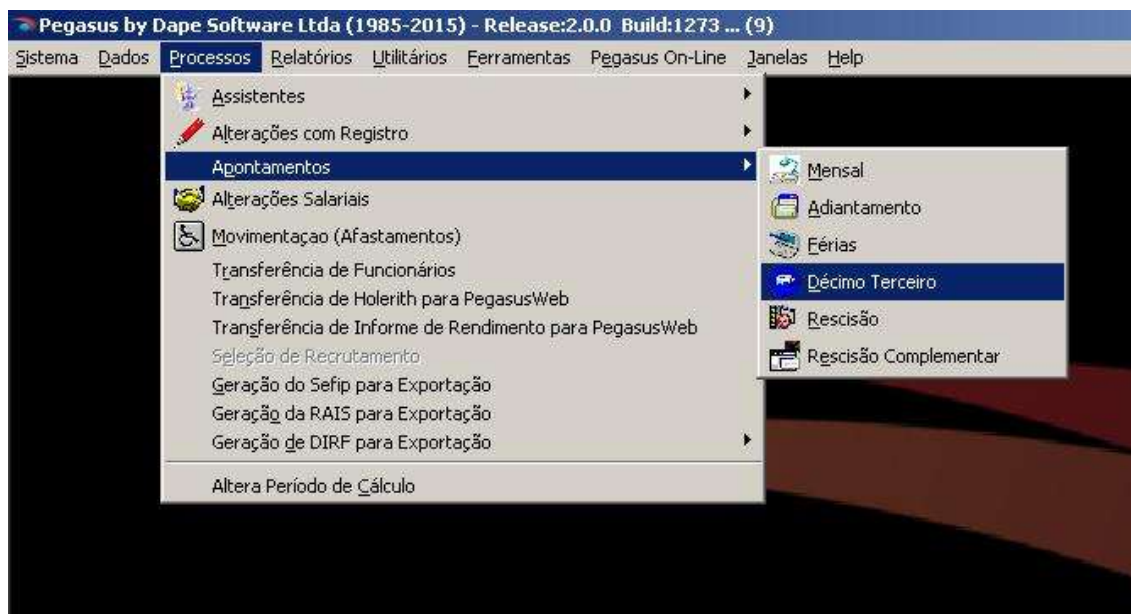 Pegasus by Dape Software Ltda (1985-2015) - Release:2.0.0 Build:1273 ... (9)
Sistema Dados Processos Relatórios Utilitários Ferramentas Pegasus On-Line Janelas Help
Assistentes
Alterações com Registro
Apontamentos
Alterações Salariais
Movimentaçao (Afastamentos)
Transferência de Funcionários
Transferência de Holerith para PegasusWeb
Transferência de Informe de Rendimento para PegasusWeb
Seleção de Recrutamento
Geração do Sefip para Exportação
Geração da RAIS para Exportação
Geração de DIRF para Exportação
Altera Período de Cálculo
Mensal
Adiantamento
Férias
Décimo Terceiro
Rescisão
Rescisão Complementar